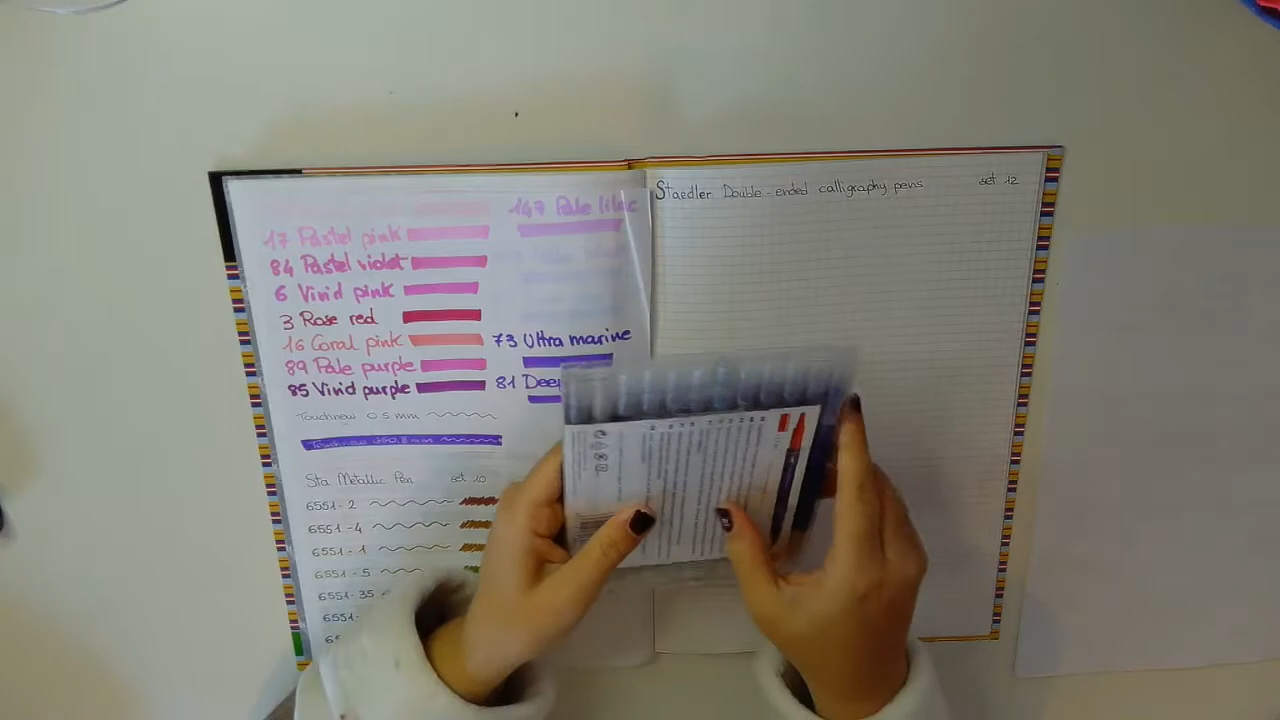 147 Pale lilac
17 Pastel pink
84 Pastel violet
6 Vivid pink
3 Rose red
16 Coral pink
89 Pale purple
85 Vivid purple
73 Ultra marine
81 Deep
Touchnew 0.5 mm
Touchnew
Sta Metallic Pen set 10
6551-2
6551-4
6551-1
6551-5
6551-35
6551-
Staedler Double-ended calligraphy pens set 12